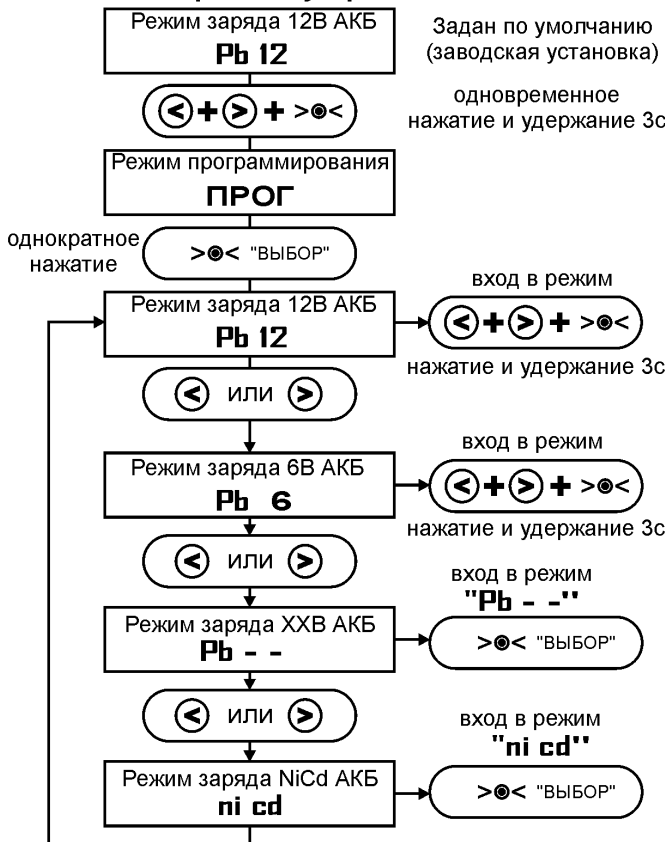 Режим заряда 12В АКБ
Pb 12
Задан по умолчанию
(заводская установка)
< + > + >◉<
одновременное
нажатие и удержание 3с
Режим программирования
ПРОГ
однократное
нажатие
>◉< "ВЫБОР"
Режим заряда 12В АКБ
Pb 12
вход в режим
< + > + >◉<
нажатие и удержание 3с
< или >
Режим заряда 6В АКБ
Pb 6
вход в режим
< + > + >◉<
нажатие и удержание 3с
< или >
Режим заряда ХХВ АКБ
Pb - -
вход в режим
"Pb - -"
>◉< "ВЫБОР"
< или >
Режим заряда NiCd АКБ
ni cd
вход в режим
"ni cd"
>◉< "ВЫБОР"